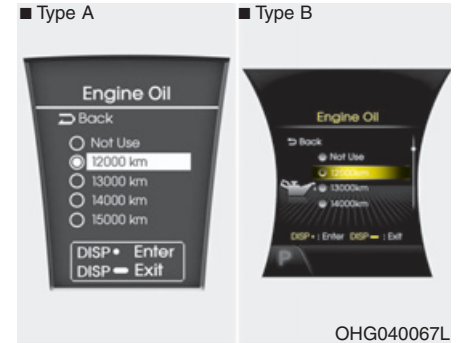 ■ Type A
■ Type B
Engine Oil
Back
Not Use
12000 km
13000 km
14000 km
15000 km
DISP • Enter
DISP ▬ Exit
Engine Oil
Back
Not Use
12000km
13000km
14000km
DISP • : Enter DISP ▬ : Exit
P
OHG040067L